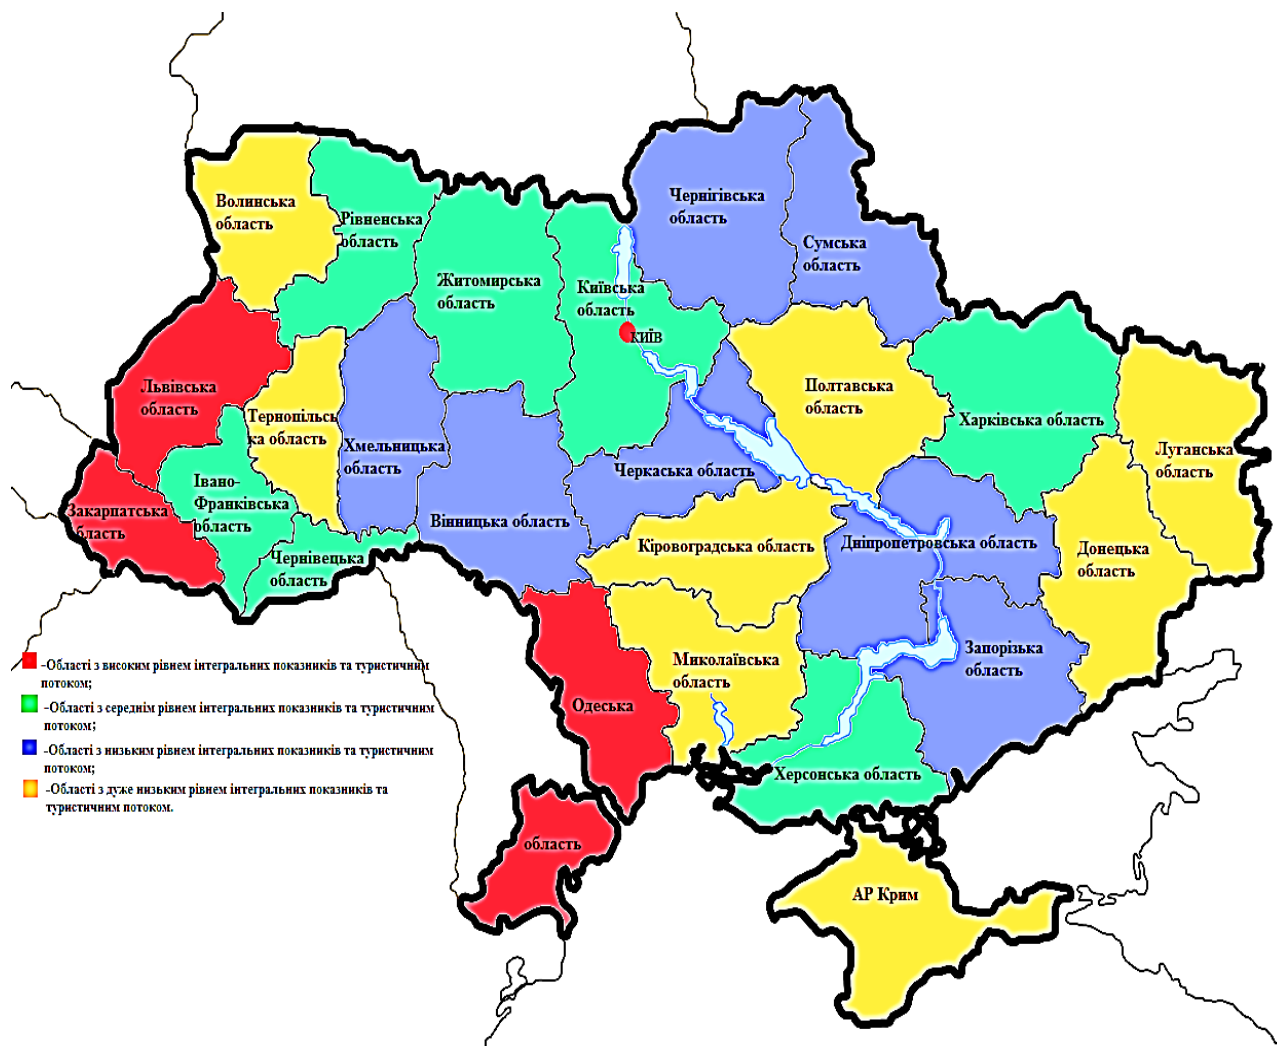 Волинська
область
Рівненська
область
Житомирська
область
Київська
область
КИЇВ
Чернігівська
область
Сумська
область
Львівська
область
Тернопільсь
ка область
Хмельницька
область
Полтавська
область
Харківська область
Луганська
область
Черкаська область
Івано-
Франківська
область
Закарпатська
область
Вінницька область
Кіровоградська область
Дніпропетровська область
Донецька
область
Чернівецька
область
Миколаївська
область
Запорізька
область
Одеська
область
Херсонська область
АР Крим
-Області з високим рівнем інтегральних показників та туристичним
потоком;
-Області з середнім рівнем інтегральних показників та туристичним
потоком;
-Області з низьким рівнем інтегральних показників та туристичним
потоком;
-Області з дуже низьким рівнем інтегральних показників та
туристичним потоком.